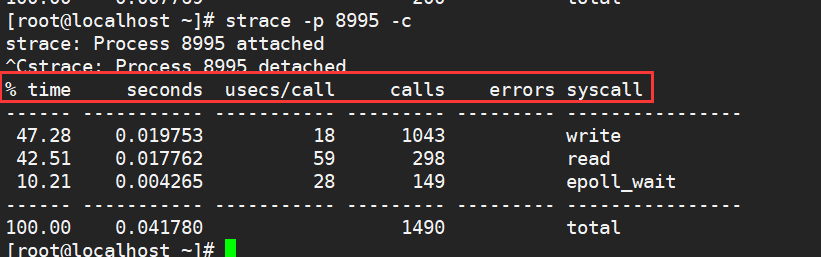 [root@localhost ~]# strace -p 8995 -c
strace: Process 8995 attached
^Cstrace: Process 8995 detached
% time     seconds  usecs/call     calls    errors syscall
------ ----------- ----------- --------- --------- ----------------
 47.28    0.019753          18      1043           write
 42.51    0.017762          59       298           read
 10.21    0.004265          28       149           epoll_wait
------ ----------- ----------- --------- --------- ----------------
100.00    0.041780                  1490           total
[root@localhost ~]#